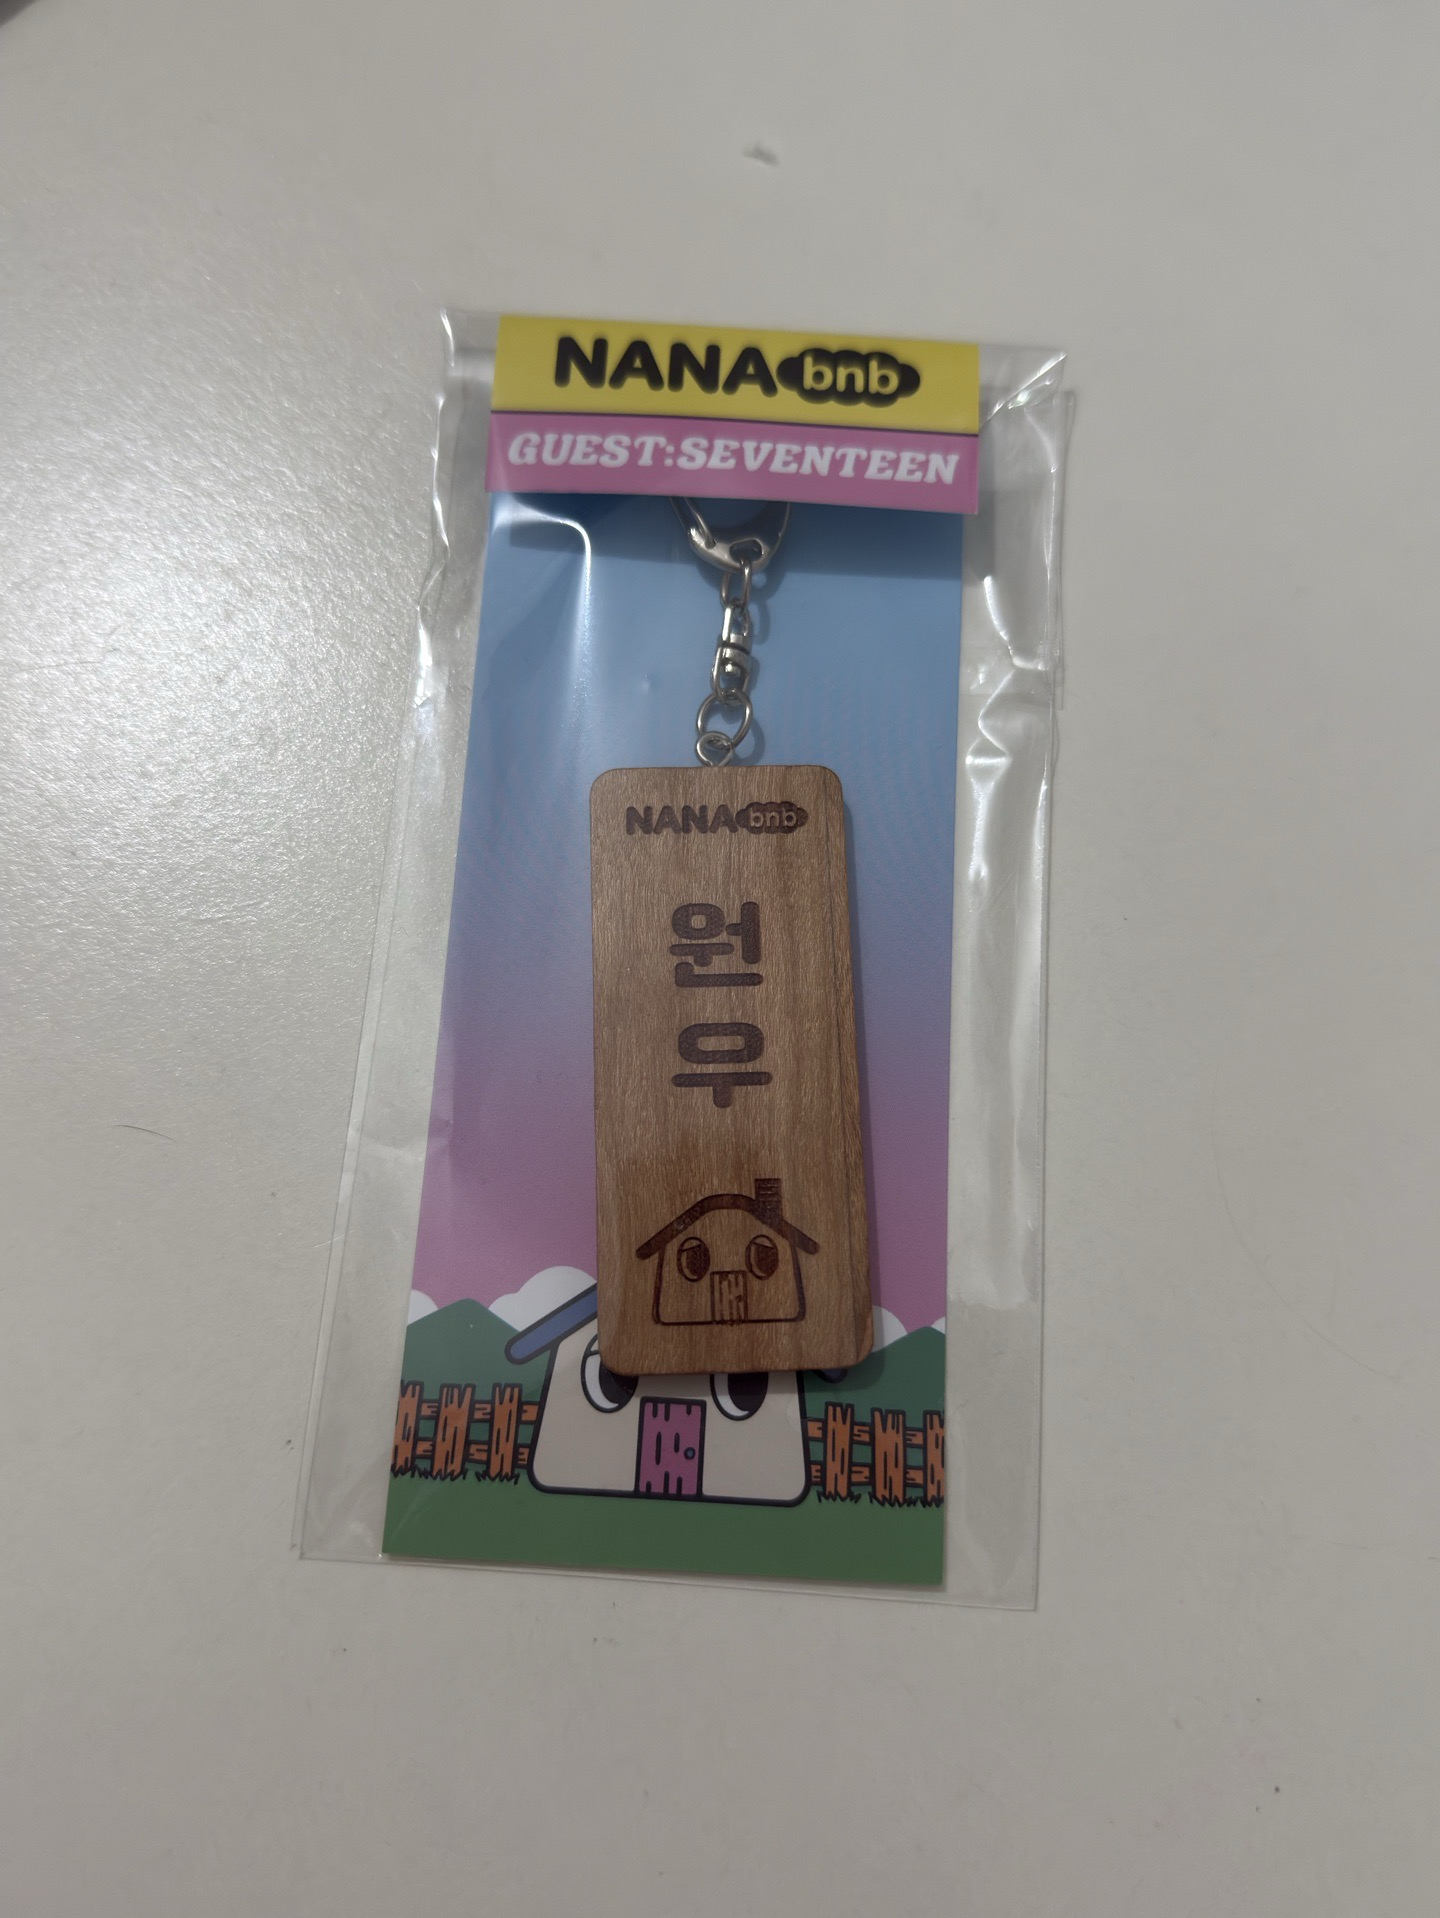 NANA bnb
GUEST:SEVENTEEN
NANA bnb
원
우